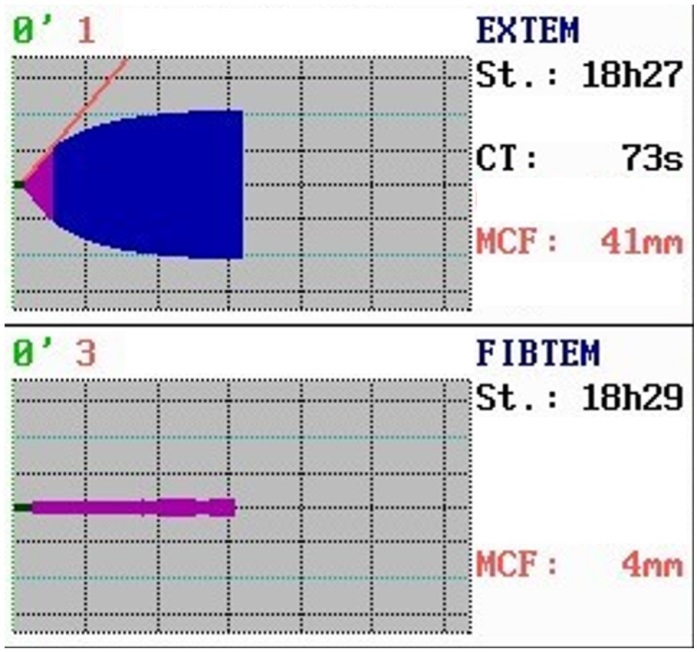 0' 1
EXTEM
St.: 18h27
CT: 73s
MCF: 41mm
0' 3
FIBTEM
St.: 18h29
MCF: 4mm